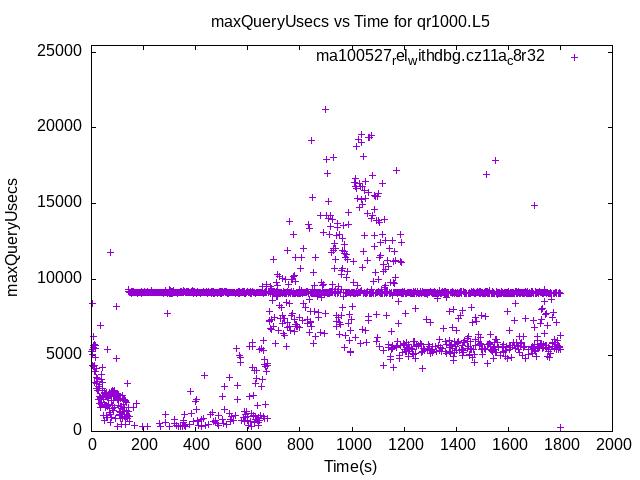 maxQueryUsecs vs Time for qr1000.L5
ma100527relwithdbg.cz11ac8r32
25000
20000
15000
10000
5000
0
maxQueryUsecs
0 200 400 600 800 1000 1200 1400 1600 1800 2000
Time(s)